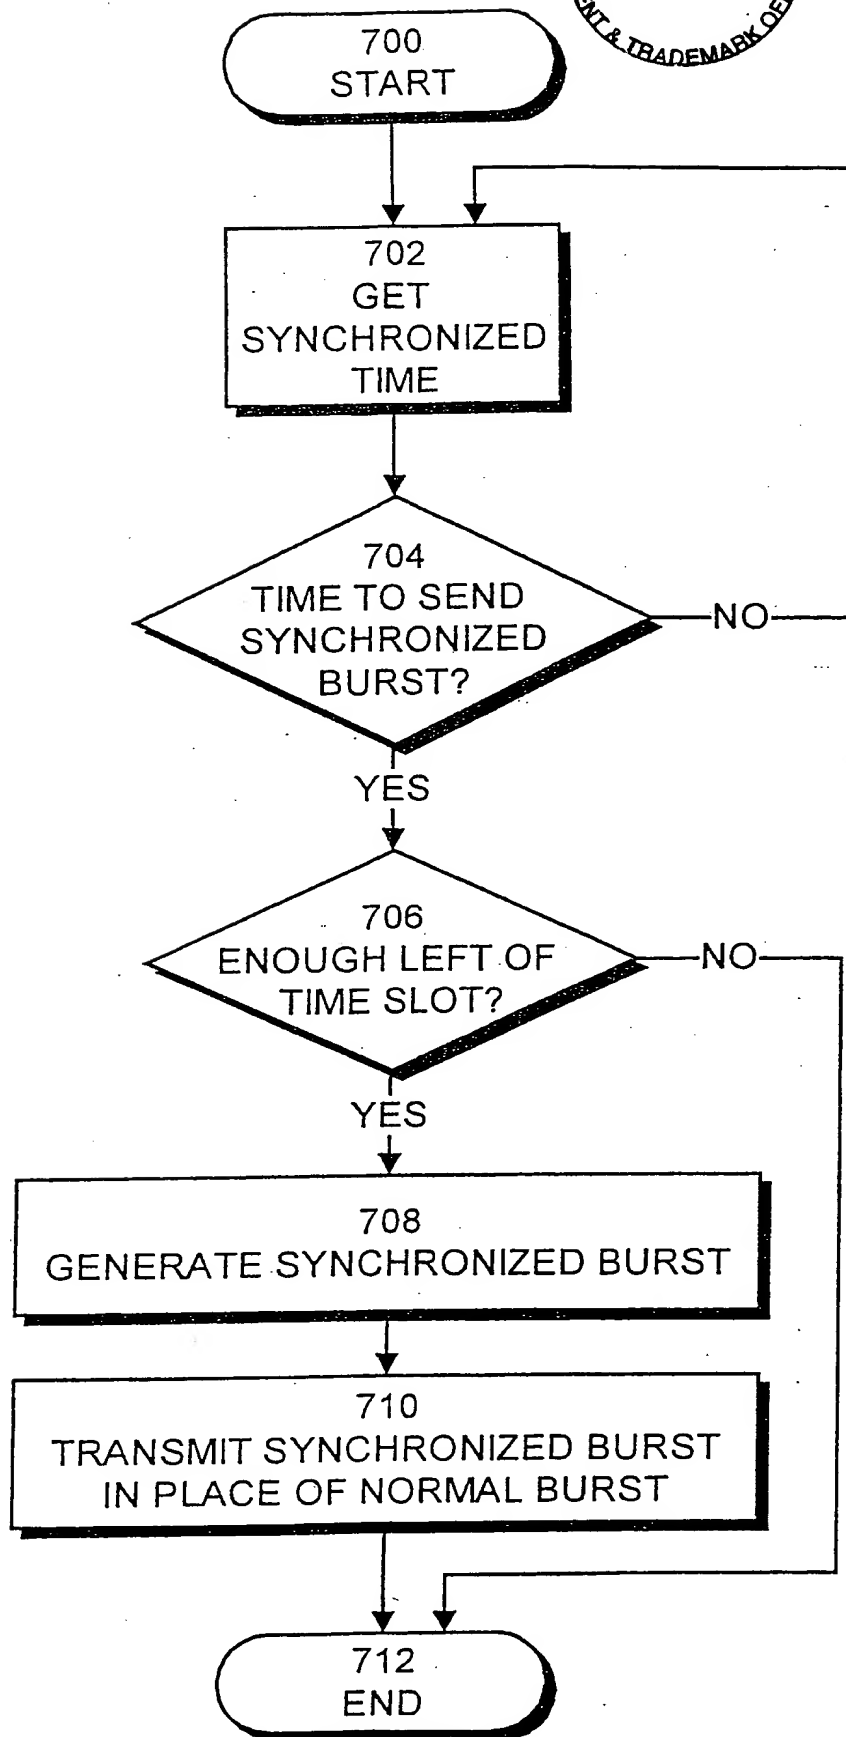 & TRADEMARK
700
START
702
GET
SYNCHRONIZED
TIME
704
TIME TO SEND
SYNCHRONIZED
BURST?
NO
YES
706
ENOUGH LEFT OF
TIME SLOT?
NO
YES
708
GENERATE SYNCHRONIZED BURST
710
TRANSMIT SYNCHRONIZED BURST
IN PLACE OF NORMAL BURST
712
END